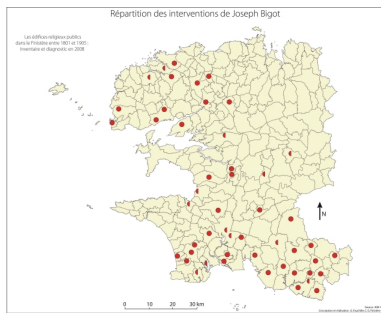 Répartition des interventions de Joseph Bigot
Les édifices religieux publics
dans le Finistère entre 1801 et 1905 :
Inventaire et diagnostic en 2008
N
0 10 20 30 km